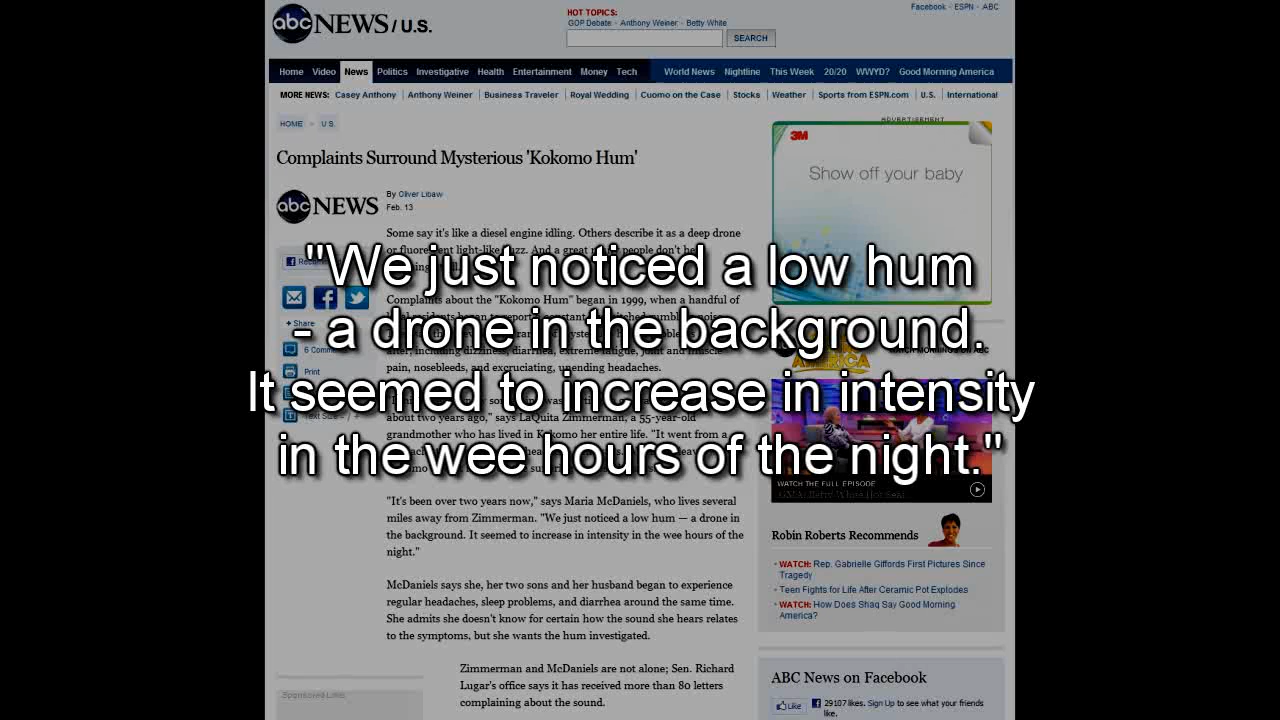 abc NEWS / U.S.
HOT TOPICS:
GOP Debate - Anthony Weiner - Betty White
SEARCH
Facebook - ESPN - ABC
Home Video News Politics Investigative Health Entertainment Money Tech World News Nightline This Week 20/20 WWYD? Good Morning America
MORE NEWS: Casey Anthony | Anthony Weiner | Business Traveler | Royal Wedding | Cuomo on the Case | Stocks | Weather | Sports from ESPN.com | U.S. | International
HOME » U.S.
Complaints Surround Mysterious 'Kokomo Hum'
abc NEWS
By Oliver Libaw
Feb. 13
Some say it's like a diesel engine idling. Others describe it as a deep drone
"We just noticed a low hum
- a drone in the background.
It seemed to increase in intensity
in the wee hours of the night."
Complaints about the "Kokomo Hum" began in 1999, when a handful of
pain, nosebleeds, and excruciating, unending headaches.
about two years ago," says LaQuita Zimmerman, a 55-year-old
grandmother who has lived in Kokomo her entire life. "It went from a
"It's been over two years now," says Maria McDaniels, who lives several
miles away from Zimmerman. "We just noticed a low hum — a drone in
the background. It seemed to increase in intensity in the wee hours of the
night."
McDaniels says she, her two sons and her husband began to experience
regular headaches, sleep problems, and diarrhea around the same time.
She admits she doesn't know for certain how the sound she hears relates
to the symptoms, but she wants the hum investigated.
Zimmerman and McDaniels are not alone; Sen. Richard
Lugar's office says it has received more than 80 letters
complaining about the sound.
Share
Print
Sponsored Links
ADVERTISEMENT
3M
Show off your baby
AMERICA
WATCH THE FULL EPISODE
Robin Roberts Recommends
WATCH: Rep. Gabrielle Giffords First Pictures Since
Tragedy
Teen Fights for Life After Ceramic Pot Explodes
WATCH: How Does Shaq Say Good Morning
America?
ABC News on Facebook
Like
29107 likes. Sign Up to see what your friends
like.